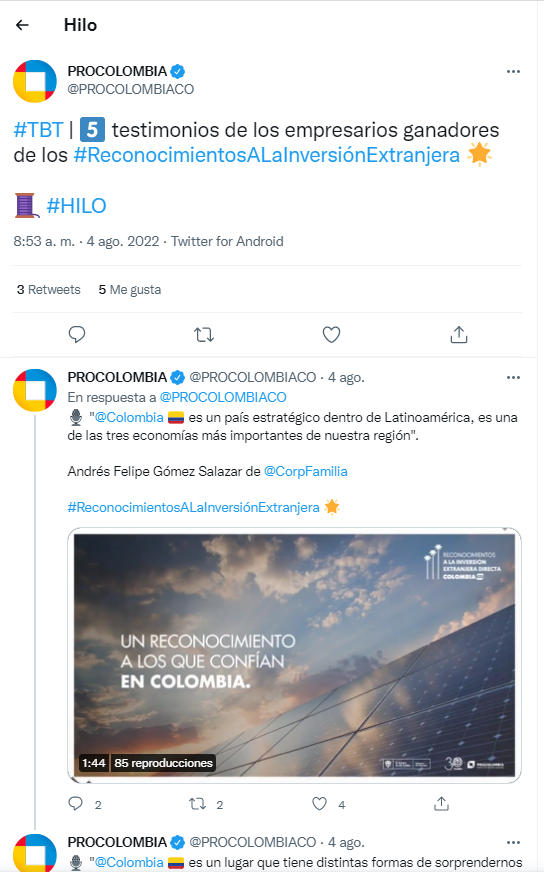 Hilo
PROCOLOMBIA
@PROCOLOMBIACO
#TBT | 5 testimonios de los empresarios ganadores
de los #ReconocimientosALaInversiónExtranjera
#HILO
8:53 a. m. · 4 ago. 2022 · Twitter for Android
3 Retweets 5 Me gusta
PROCOLOMBIA @PROCOLOMBIACO · 4 ago.
En respuesta a @PROCOLOMBIACO
"@Colombia es un país estratégico dentro de Latinoamérica, es una
de las tres economías más importantes de nuestra región".
Andrés Felipe Gómez Salazar de @CorpFamilia
#ReconocimientosALaInversiónExtranjera
RECONOCIMIENTOS
A LA INVERSIÓN
EXTRANJERA DIRECTA
COLOMBIA
UN RECONOCIMIENTO
A LOS QUE CONFÍAN
EN COLOMBIA.
1:44 85 reproducciones
PROCOLOMBIA
2 2 4
PROCOLOMBIA @PROCOLOMBIACO · 4 ago.
"@Colombia es un lugar que tiene distintas formas de sorprendernos